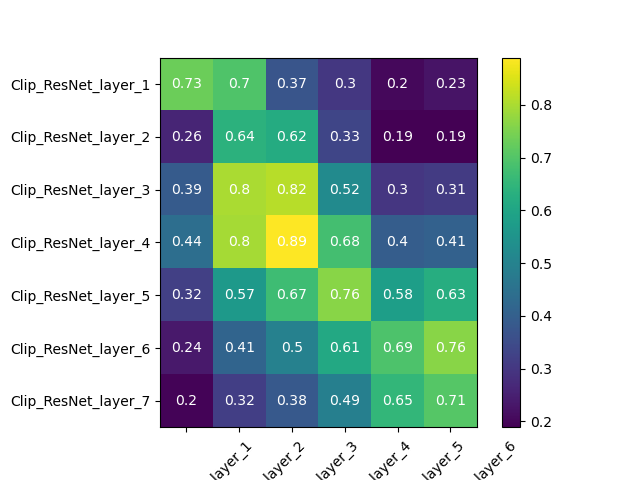 Clip_ResNet_layer_1 0.73 0.7 0.37 0.3 0.2 0.23
Clip_ResNet_layer_2 0.26 0.64 0.62 0.33 0.19 0.19
Clip_ResNet_layer_3 0.39 0.8 0.82 0.52 0.3 0.31
Clip_ResNet_layer_4 0.44 0.8 0.89 0.68 0.4 0.41
Clip_ResNet_layer_5 0.32 0.57 0.67 0.76 0.58 0.63
Clip_ResNet_layer_6 0.24 0.41 0.5 0.61 0.69 0.76
Clip_ResNet_layer_7 0.2 0.32 0.38 0.49 0.65 0.71
layer_1 layer_2 layer_3 layer_4 layer_5 layer_6
0.8
0.7
0.6
0.5
0.4
0.3
0.2